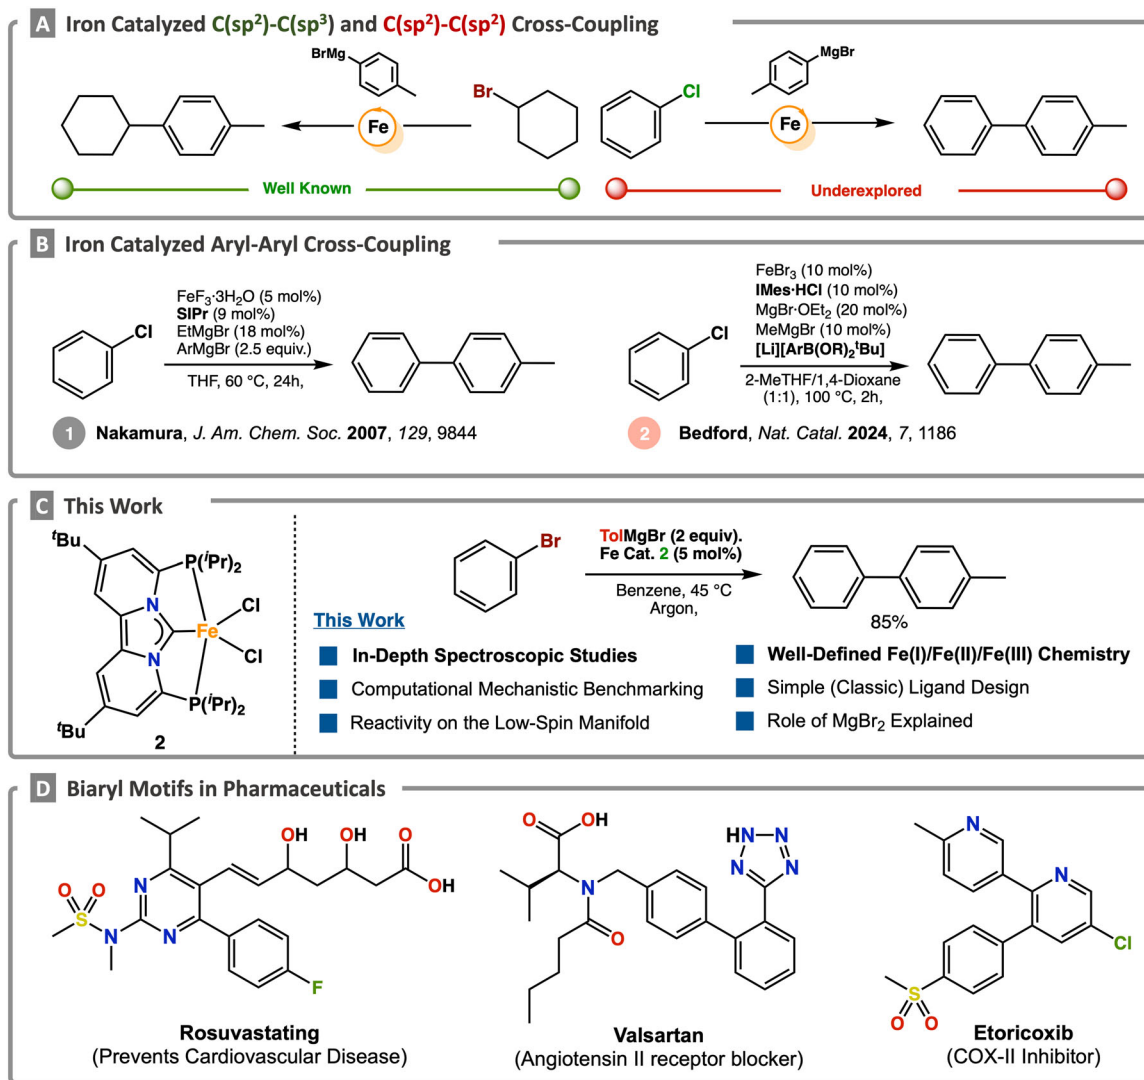 A Iron Catalyzed C(sp²)-C(sp³) and C(sp²)-C(sp²) Cross-Coupling
BrMg
Fe
Br
Cl
MgBr
Fe
Well Known
Underexplored
B Iron Catalyzed Aryl-Aryl Cross-Coupling
Cl
FeF₃·3H₂O (5 mol%)
SIPr (9 mol%)
EtMgBr (18 mol%)
ArMgBr (2.5 equiv.)
THF, 60 °C, 24h,
Cl
FeBr₃ (10 mol%)
IMes·HCl (10 mol%)
MgBr·OEt₂ (20 mol%)
MeMgBr (10 mol%)
[Li][ArB(OR)₂ᵗBu]
2-MeTHF/1,4-Dioxane
(1:1), 100 °C, 2h,
1 Nakamura, J. Am. Chem. Soc. 2007, 129, 9844
2 Bedford, Nat. Catal. 2024, 7, 1186
C This Work
ᵗBu
P(ⁱPr)₂
N
Cl
Fe
Cl
N
P(ⁱPr)₂
ᵗBu
2
Br
TolMgBr (2 equiv).
Fe Cat. 2 (5 mol%)
Benzene, 45 °C
Argon,
85%
This Work
In-Depth Spectroscopic Studies
Computational Mechanistic Benchmarking
Reactivity on the Low-Spin Manifold
Well-Defined Fe(I)/Fe(II)/Fe(III) Chemistry
Simple (Classic) Ligand Design
Role of MgBr₂ Explained
D Biaryl Motifs in Pharmaceuticals
OH OH O
OH
O O
S
N
N
N
F
Rosuvastating
(Prevents Cardiovascular Disease)
O
OH
N
O
HN N
N N
Valsartan
(Angiotensin II receptor blocker)
N
N
Cl
S
O O
Etoricoxib
(COX-II Inhibitor)